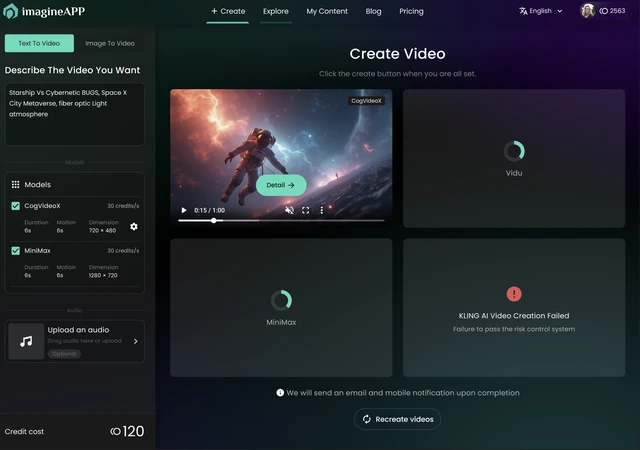 imagineAPP
+ Create
Explore
My Content
Blog
Pricing
English
2563
Text To Video
Image To Video
Describe The Video You Want
Starship Vs Cybernetic BUGS, Space X
City Metaverse, fiber optic Light
atmosphere
Models
Models
CogVideoX 30 credits/s
Duration Motion Dimension
6s 6s 720 × 480
MiniMax 30 credits/s
Duration Motion Dimension
6s 6s 1280 × 720
Audio
Upload an audio
Drag audio here or upload
Optional
Credit cost 120
Create Video
Click the create button when you are all set.
CogVideoX
Detail →
0:15 / 1:00
Vidu
MiniMax
KLING AI Video Creation Failed
Failure to pass the risk control system
We will send an email and mobile notification upon completion
Recreate videos